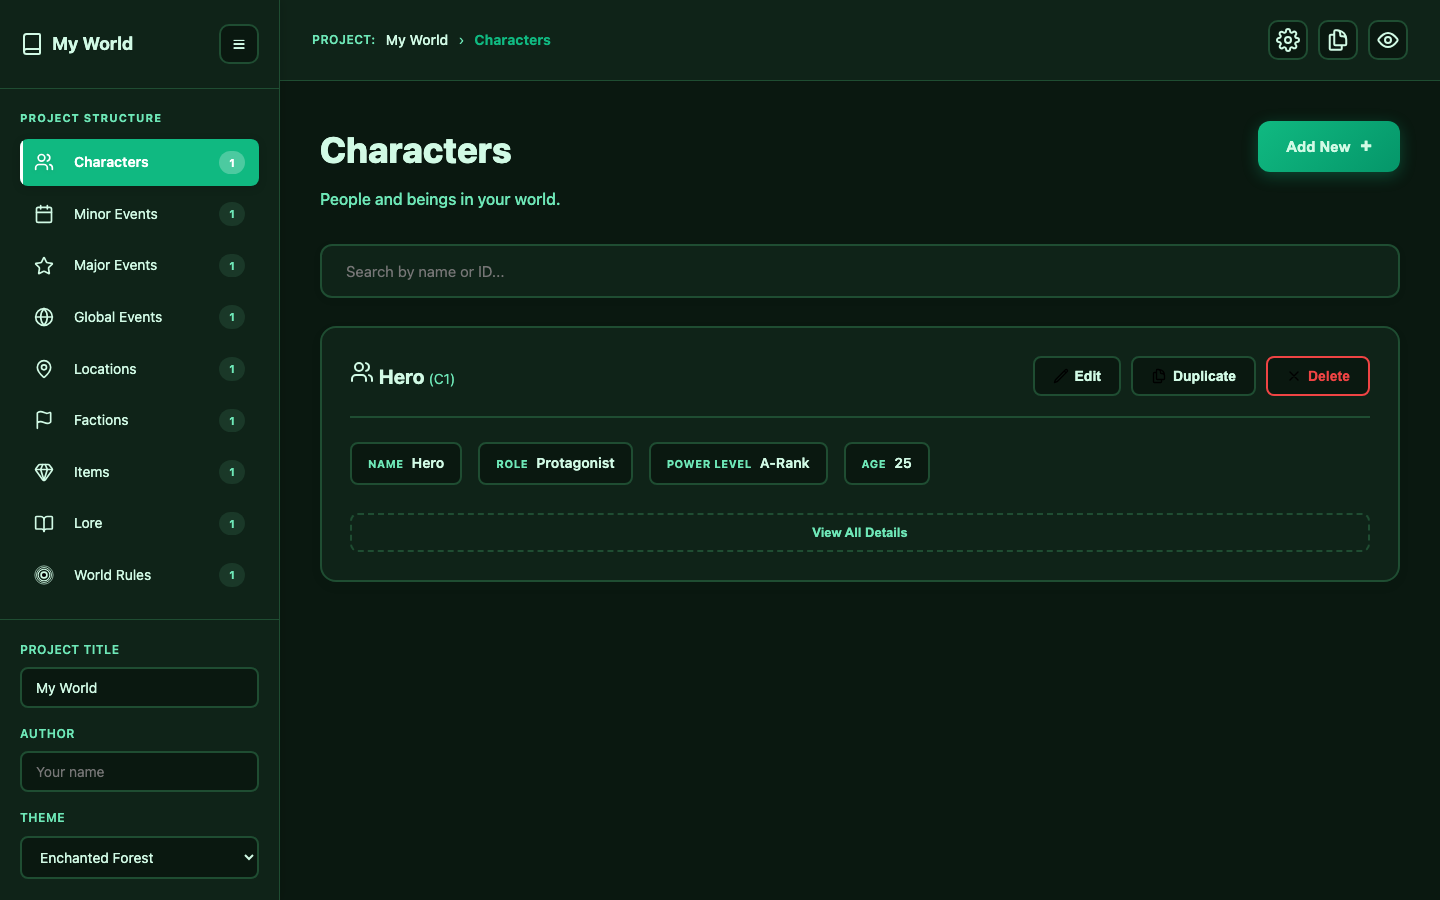 My World
PROJECT: My World › Characters
PROJECT STRUCTURE
Characters 1
Minor Events 1
Major Events 1
Global Events 1
Locations 1
Factions 1
Items 1
Lore 1
World Rules 1
PROJECT TITLE
My World
AUTHOR
Your name
THEME
Enchanted Forest
Characters
Add New +
People and beings in your world.
Search by name or ID...
Hero (C1)
Edit
Duplicate
Delete
NAME Hero
ROLE Protagonist
POWER LEVEL A-Rank
AGE 25
View All Details